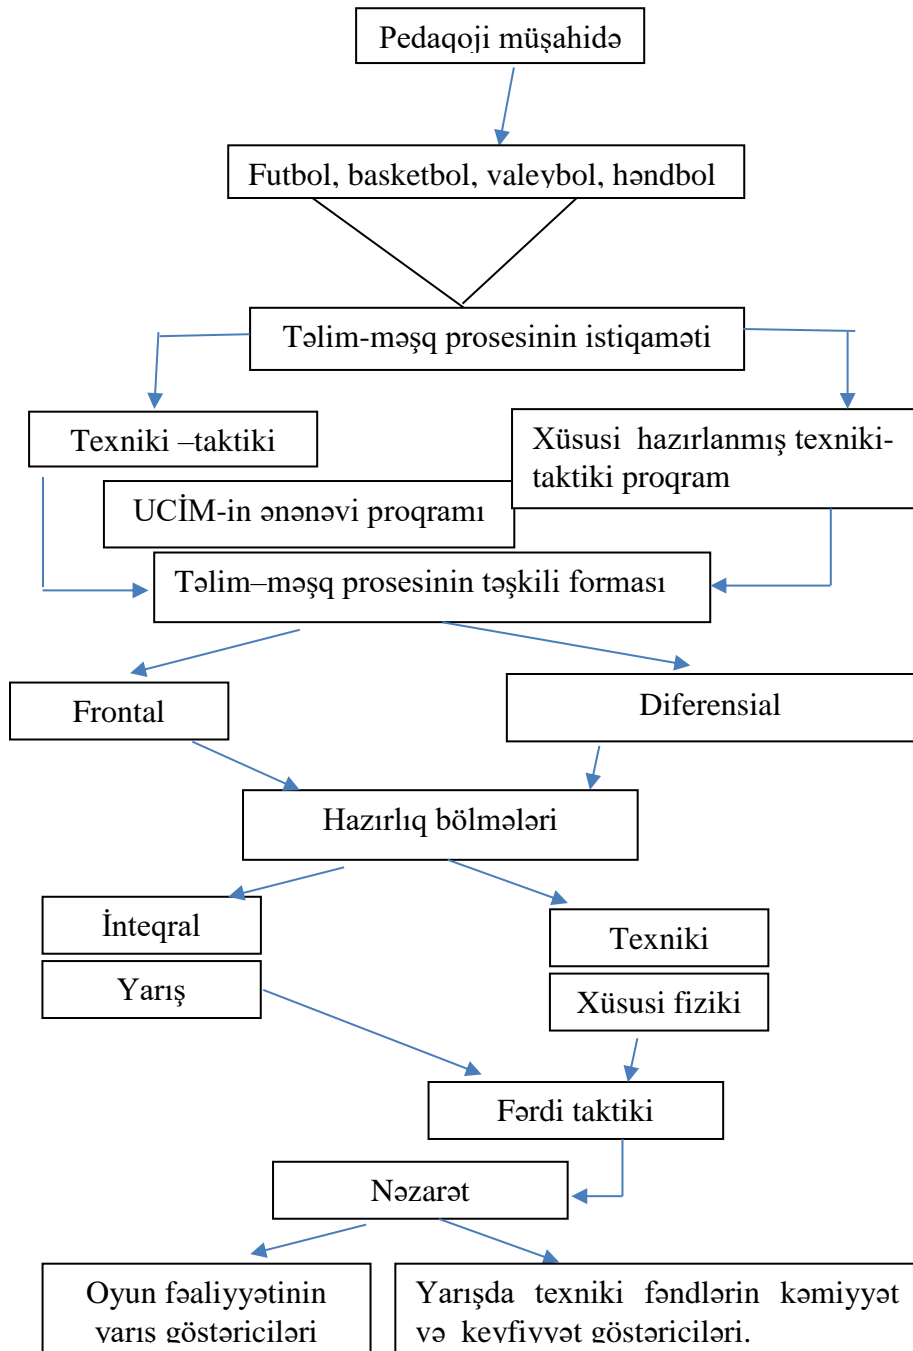 Pedaqoji müşahidə
Futbol, basketbol, valeybol, həndbol
Təlim-məşq prosesinin istiqaməti
Texniki –taktiki
Xüsusi hazırlanmış texniki-
taktiki proqram
UCİM-in ənənəvi proqramı
Təlim–məşq prosesinin təşkili forması
Frontal
Diferensial
Hazırlıq bölmələri
İnteqral
Texniki
Yarış
Xüsusi fiziki
Fərdi taktiki
Nəzarət
Oyun fəaliyyətinin
yarış göstəriciləri
Yarışda texniki fəndlərin kəmiyyət
və keyfiyyət göstəriciləri.